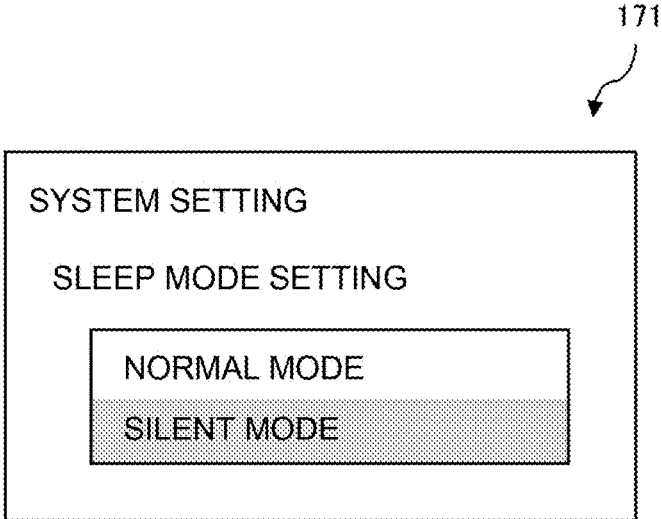 171
SYSTEM SETTING
SLEEP MODE SETTING
NORMAL MODE
SILENT MODE